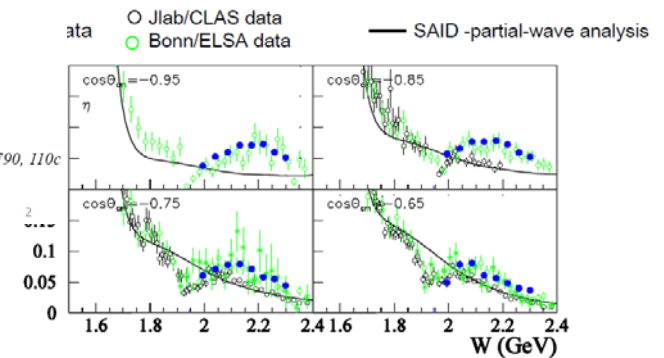 ata
Jlab/CLAS data
Bonn/ELSA data
SAID -partial-wave analysis
cosΘ =-0.95
cosΘ =-0.85
η
790, 110c
cosΘ =-0.75
cosΘ =-0.65
2
0.15
0.1
0.05
0
1.6 1.8 2 2.2 2.4 1.6 1.8 2 2.2 2.4
W (GeV)